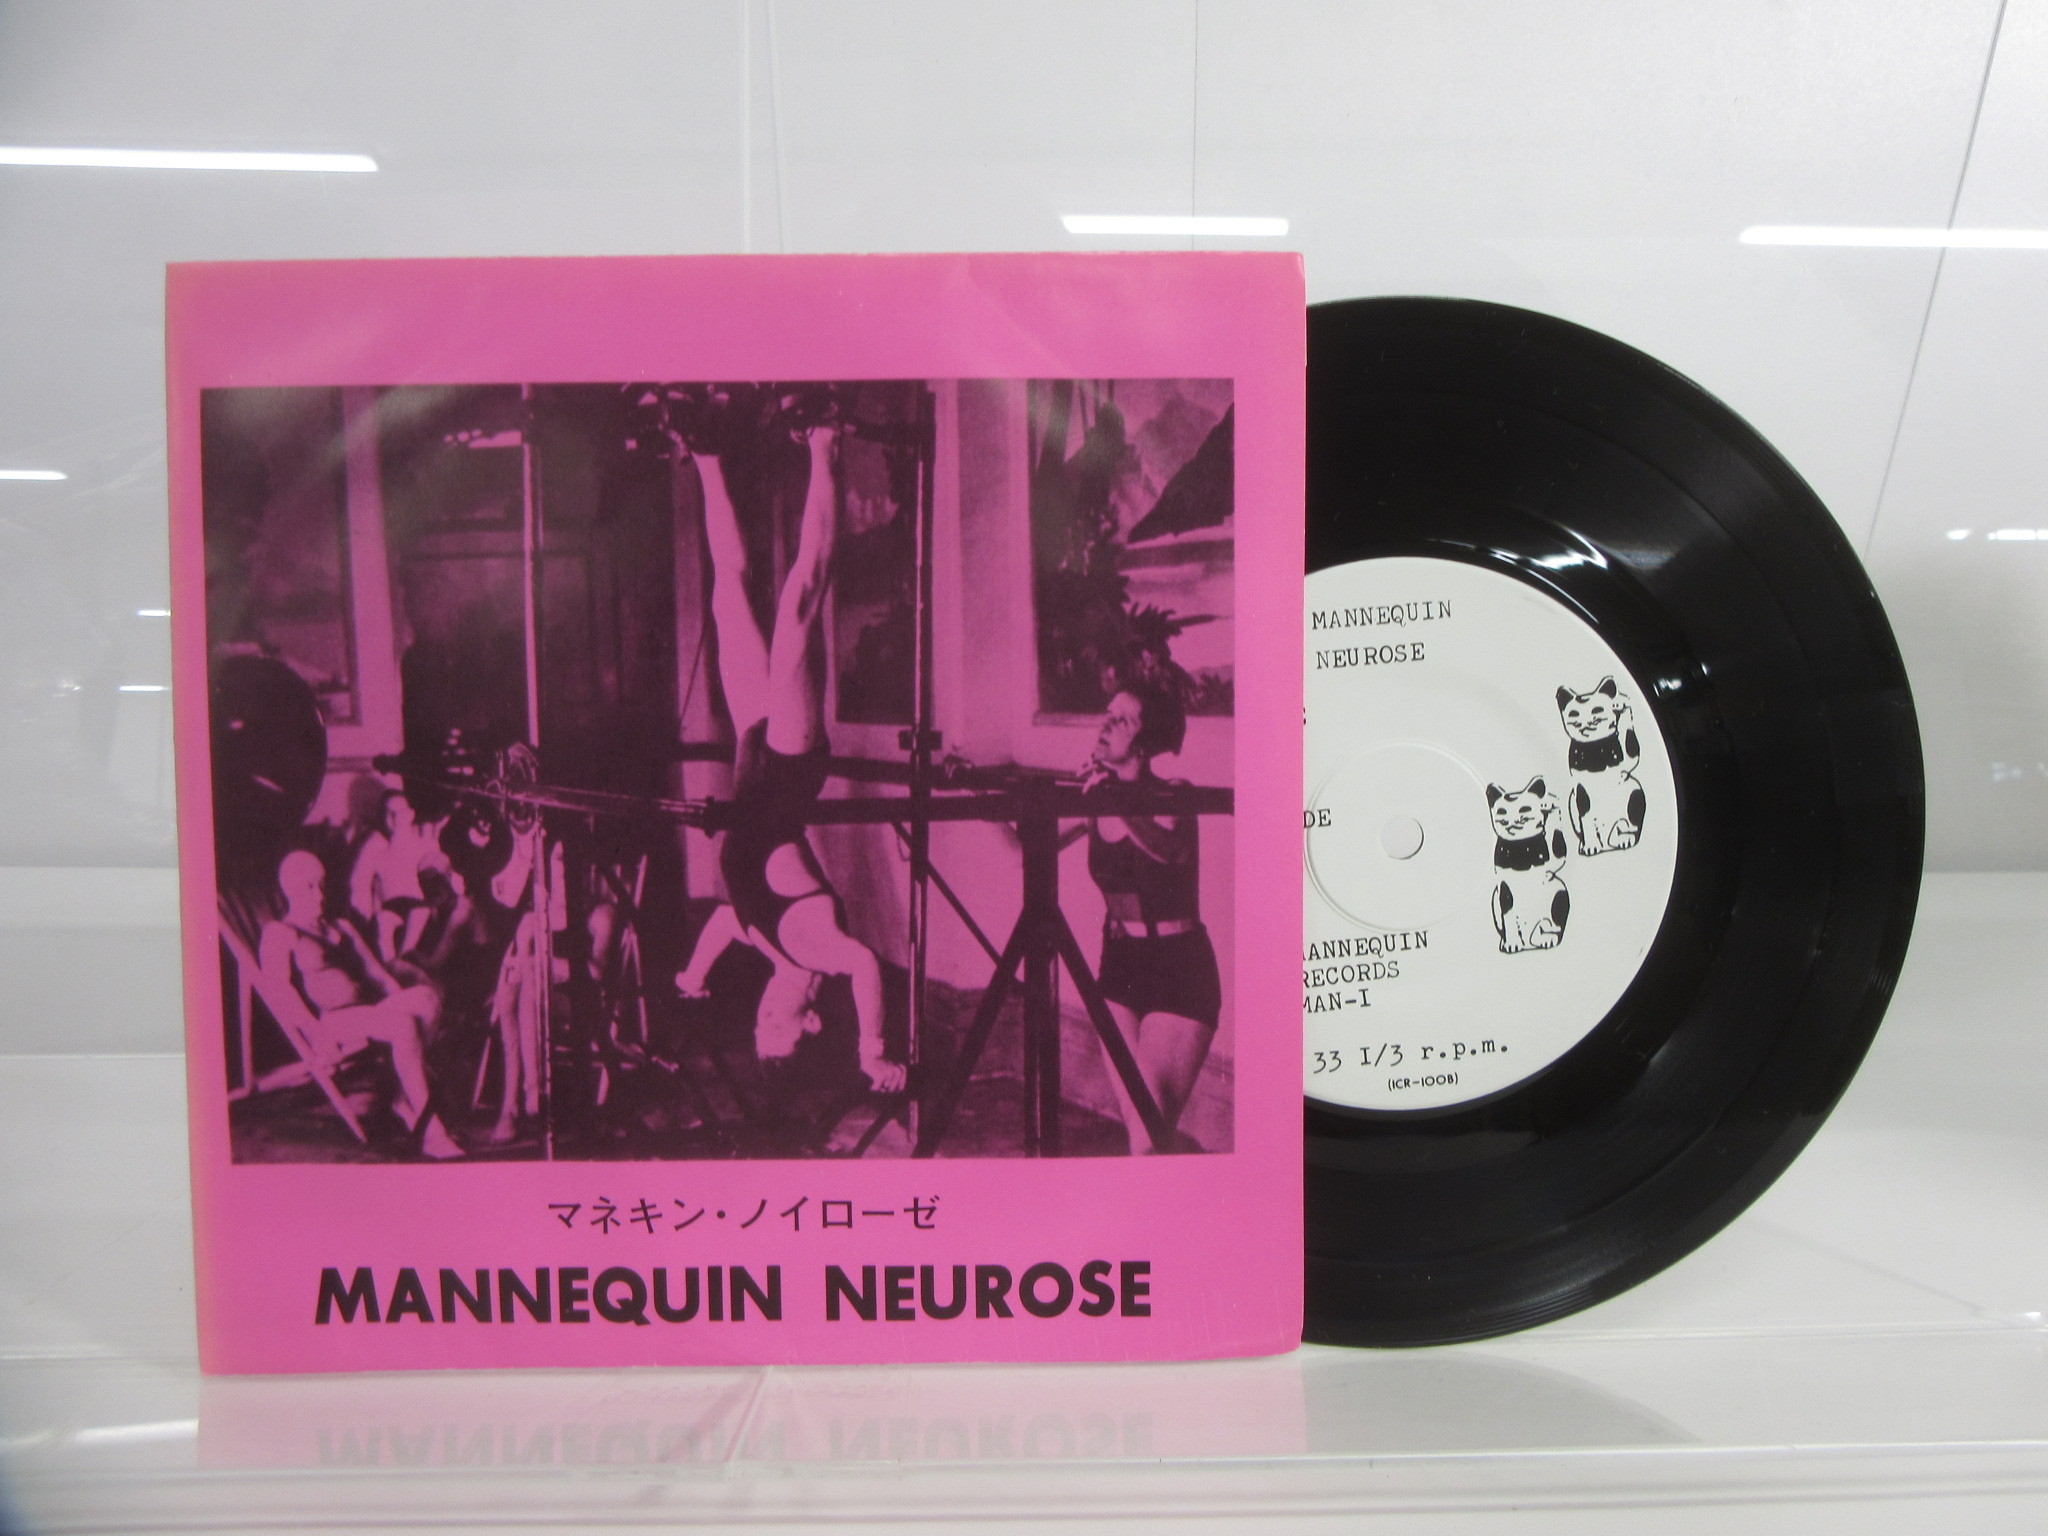 マネキン・ノイローゼ
MANNEQUIN NEUROSE
MANNEQUIN
NEUROSE
DE
MANNEQUIN
RECORDS
MAN-I
33 I/3 r.p.m.
(ICR-100B)